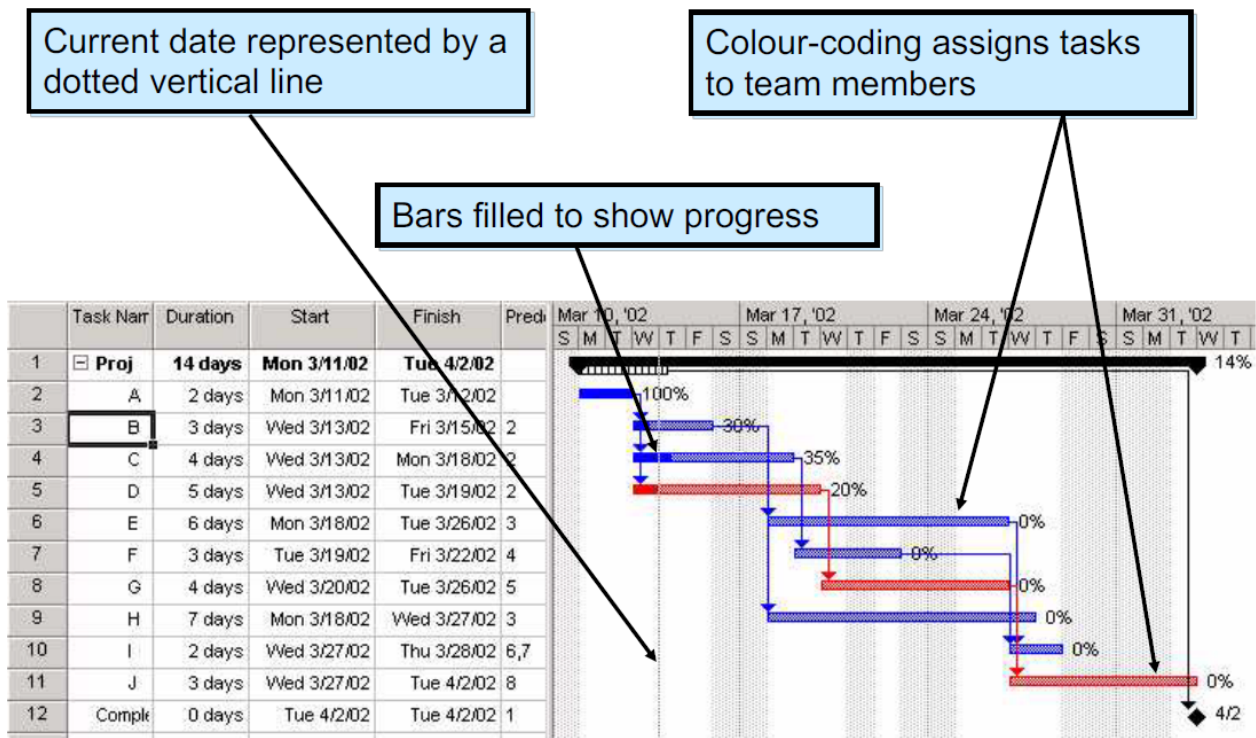 Current date represented by a
dotted vertical line
Colour-coding assigns tasks
to team members
Bars filled to show progress
Task Nam Duration Start Finish Prede Mar 10, '02 Mar 17, '02 Mar 24, '02 Mar 31, '02
S M T W T F S S M T W T F S S M T W T F S S M T W T
1 Proj 14 days Mon 3/11/02 Tue 4/2/02 14%
2 A 2 days Mon 3/11/02 Tue 3/12/02 100%
3 B 3 days Wed 3/13/02 Fri 3/15/02 2 30%
4 C 4 days Wed 3/13/02 Mon 3/18/02 2 35%
5 D 5 days Wed 3/13/02 Tue 3/19/02 2 20%
6 E 6 days Mon 3/18/02 Tue 3/26/02 3 0%
7 F 3 days Tue 3/19/02 Fri 3/22/02 4 0%
8 G 4 days Wed 3/20/02 Tue 3/26/02 5 0%
9 H 7 days Mon 3/18/02 Wed 3/27/02 3 0%
10 I 2 days Wed 3/27/02 Thu 3/28/02 6,7 0%
11 J 3 days Wed 3/27/02 Tue 4/2/02 8 0%
12 Comple 0 days Tue 4/2/02 Tue 4/2/02 1 4/2